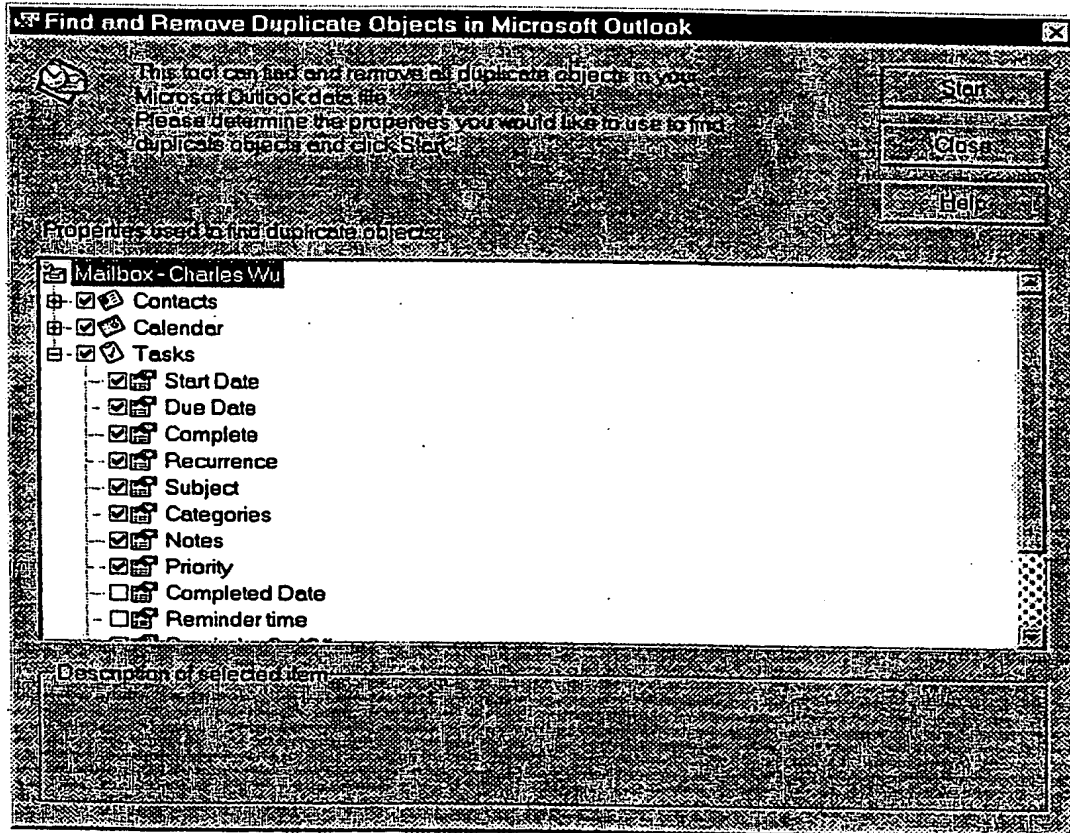 Find and Remove Duplicate Objects in Microsoft Outlook
This tool can find and remove all duplicate objects in your
Microsoft Outlook data file.
Please determine the properties you would like to use to find
duplicate objects and click Start.
Start
Close
Help
Properties used to find duplicate objects:
Mailbox - Charles Wu
Contacts
Calendar
Tasks
Start Date
Due Date
Complete
Recurrence
Subject
Categories
Notes
Priority
Completed Date
Reminder time
Description of selected item